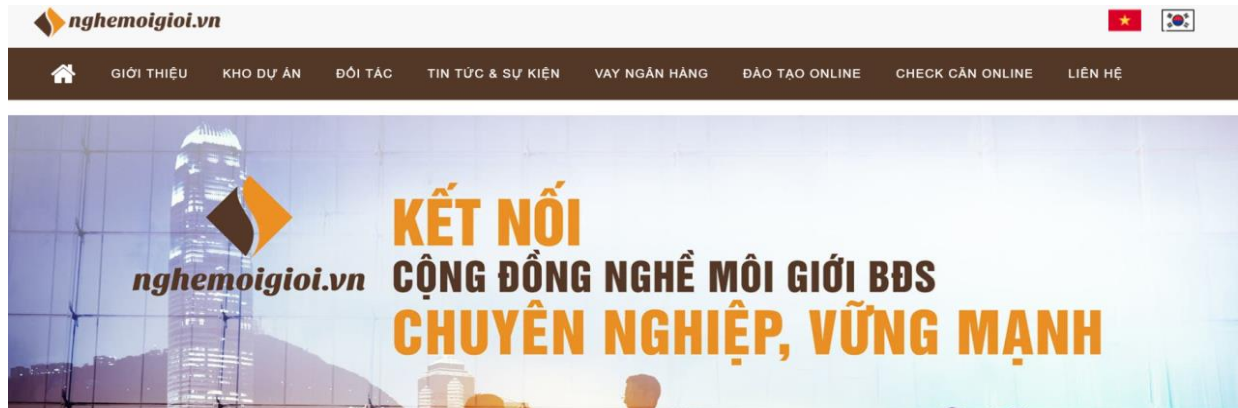 nghemoigioi.vn
GIỚI THIỆU KHO DỰ ÁN ĐỐI TÁC TIN TỨC & SỰ KIỆN VAY NGÂN HÀNG ĐÀO TẠO ONLINE CHECK CĂN ONLINE LIÊN HỆ
nghemoigioi.vn
KẾT NỐI
CỘNG ĐỒNG NGHỀ MÔI GIỚI BĐS
CHUYÊN NGHIỆP, VỮNG MẠNH